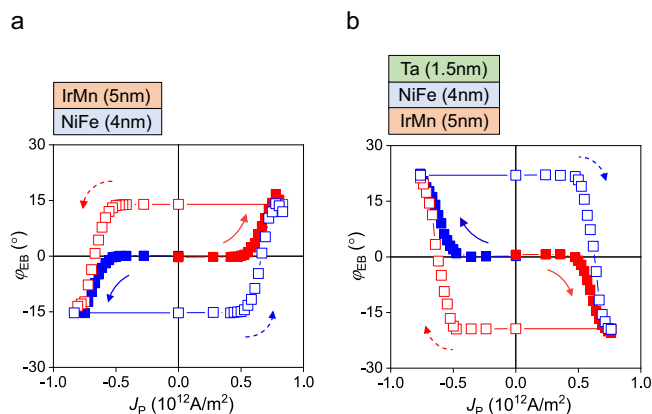 a
IrMn (5nm)
NiFe (4nm)
30
15
0
-15
-30
φEB (°)
-1.0 -0.5 0.0 0.5 1.0
JP (10¹²A/m²)
b
Ta (1.5nm)
NiFe (4nm)
IrMn (5nm)
30
15
0
-15
-30
φEB (°)
-1.0 -0.5 0.0 0.5 1.0
JP (10¹²A/m²)